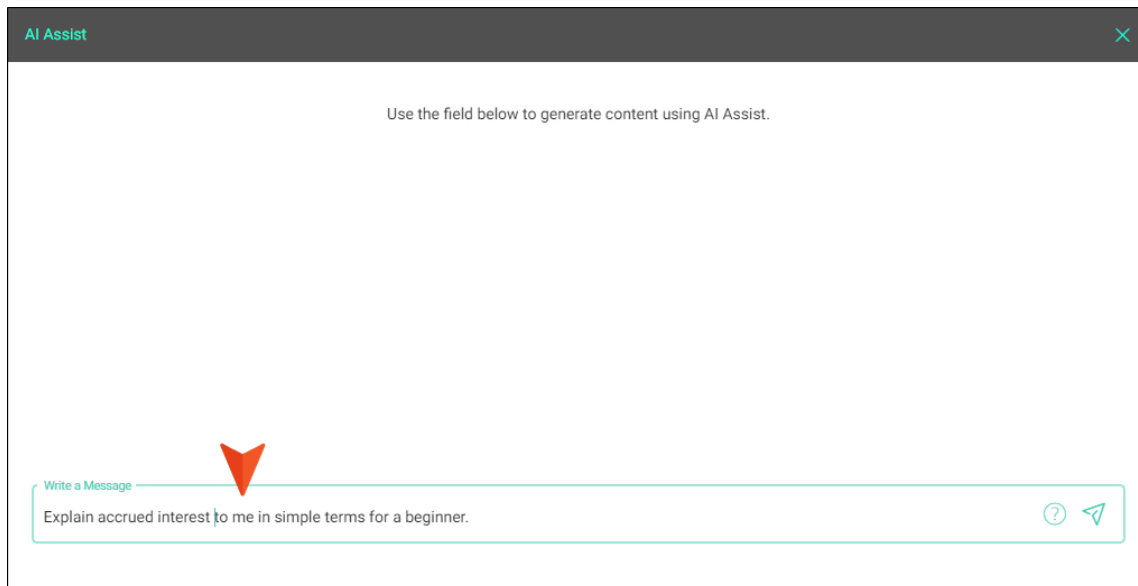 AI Assist
Use the field below to generate content using AI Assist.
Write a Message
Explain accrued interest to me in simple terms for a beginner.
?